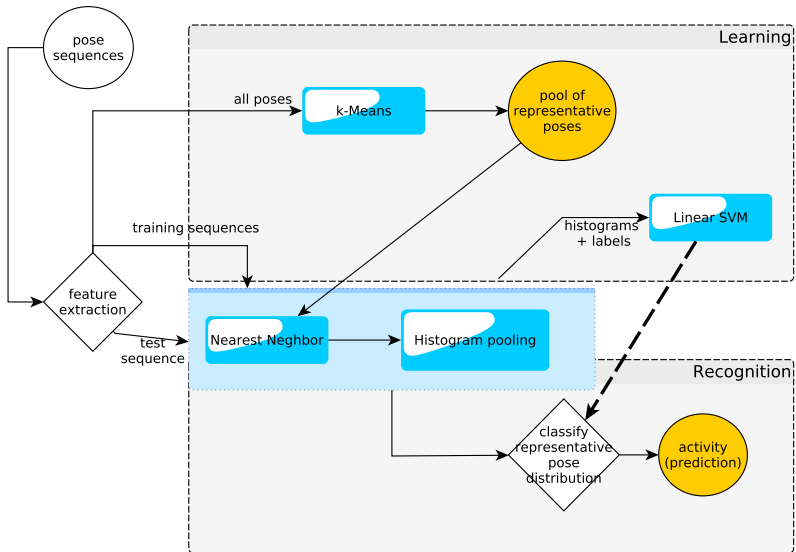 pose
sequences
Learning
all poses
k-Means
pool of
representative
poses
training sequences
histograms
+ labels
Linear SVM
feature
extraction
test
sequence
Nearest Neghbor
Histogram pooling
Recognition
classify
representative
pose
distribution
activity
(prediction)